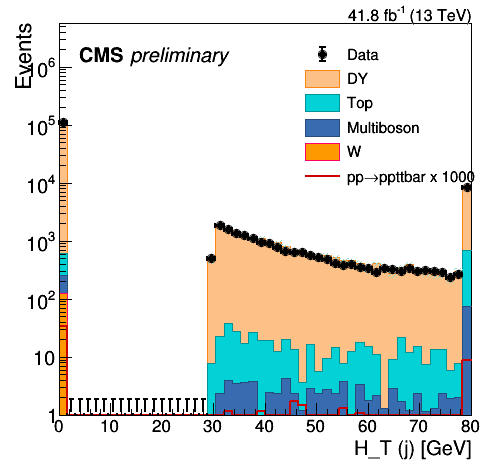 41.8 fb⁻¹ (13 TeV)
Events
CMS preliminary
Data
DY
Top
Multiboson
W
pp→ppttbar x 1000
10⁶
10⁵
10⁴
10³
10²
10
1
0 10 20 30 40 50 60 70 80
H_T (j) [GeV]